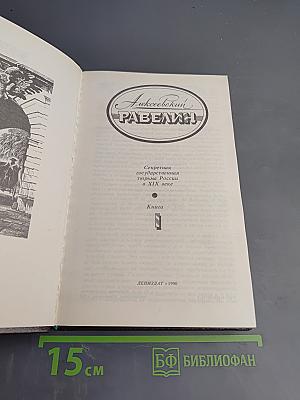 Алексеевский
РАВЕЛИН
Секретная
государственная
тюрьма России
в XIX веке
Книга
1
ЛЕНИЗДАТ • 1990
15 см
БФ БИБЛИОФАН